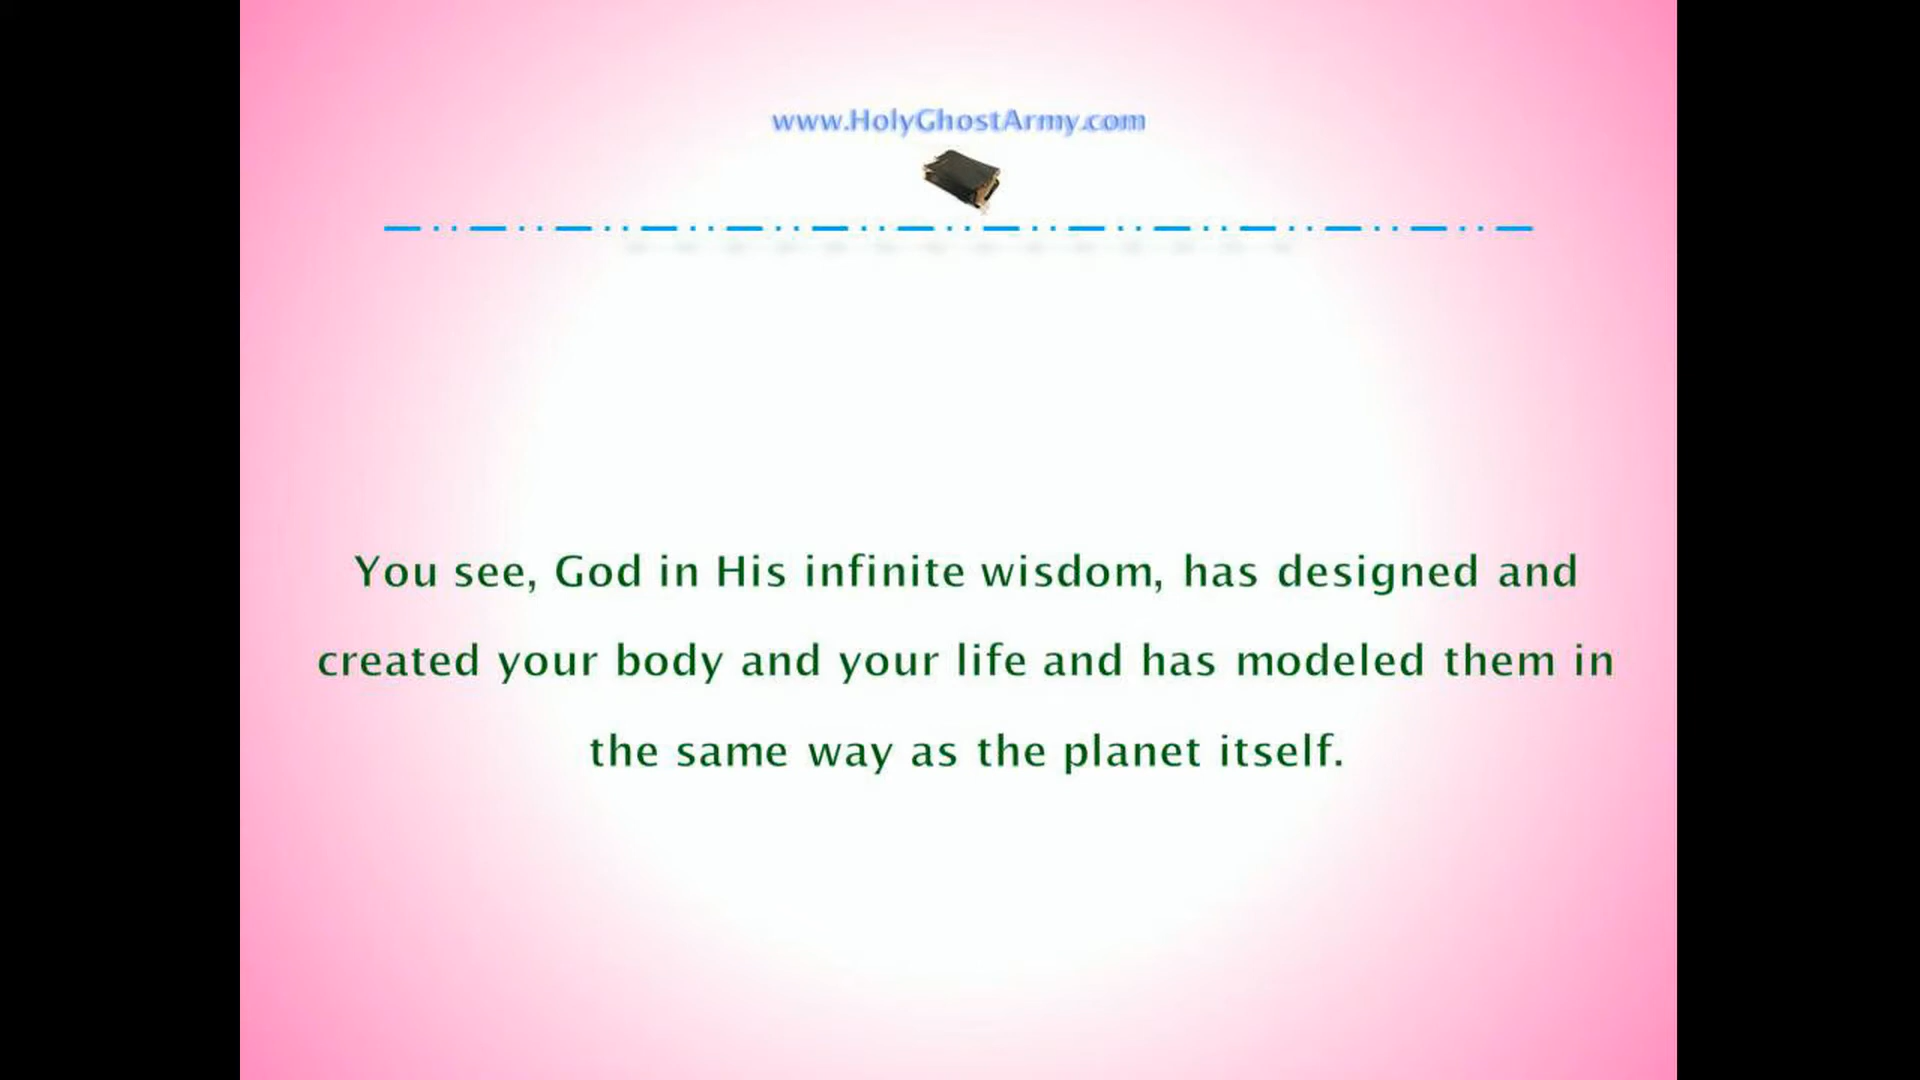 www.HolyGhostArmy.com
You see, God in His infinite wisdom, has designed and
created your body and your life and has modeled them in
the same way as the planet itself.